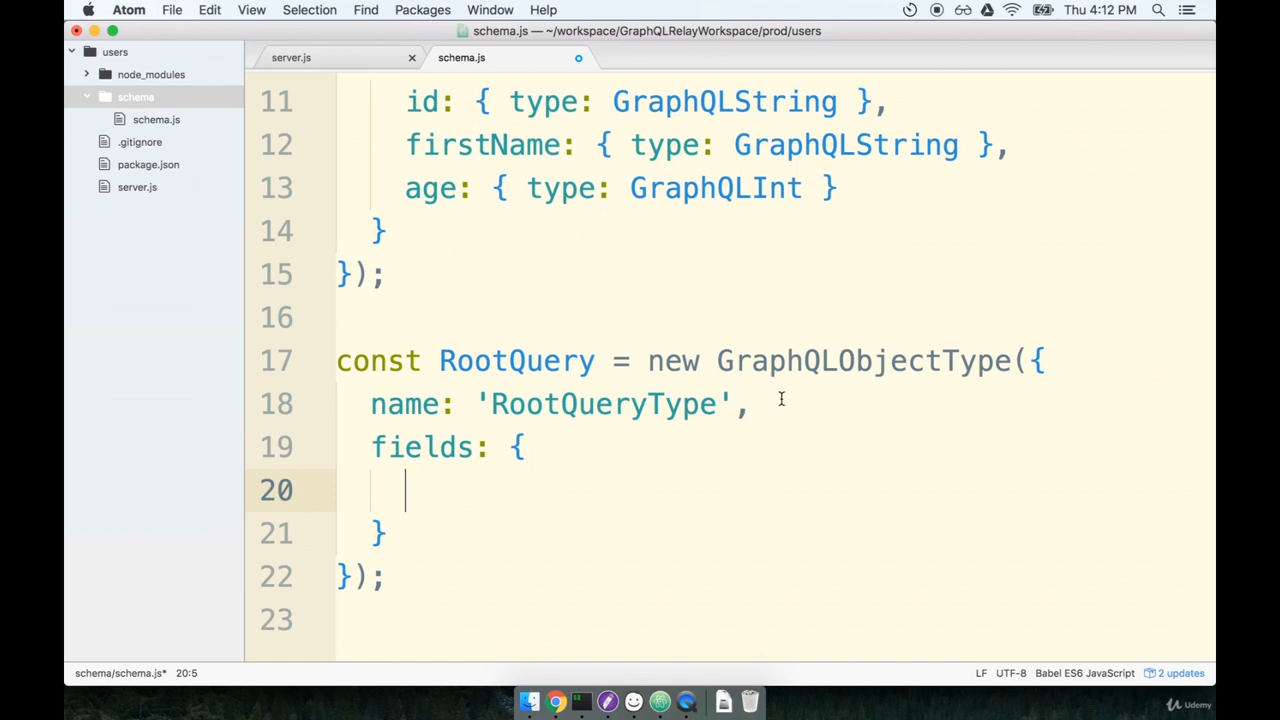 Atom File Edit View Selection Find Packages Window Help Thu 4:12 PM
schema.js — ~/workspace/GraphQLRelayWorkspace/prod/users
users
node_modules
schema
schema.js
.gitignore
package.json
server.js
server.js schema.js
11 id: { type: GraphQLString },
12 firstName: { type: GraphQLString },
13 age: { type: GraphQLInt }
14 }
15 });
16
17 const RootQuery = new GraphQLObjectType({
18 name: 'RootQueryType',
19 fields: {
20
21 }
22 });
23
schema/schema.js* 20:5 LF UTF-8 Babel ES6 JavaScript 2 updates
Udemy